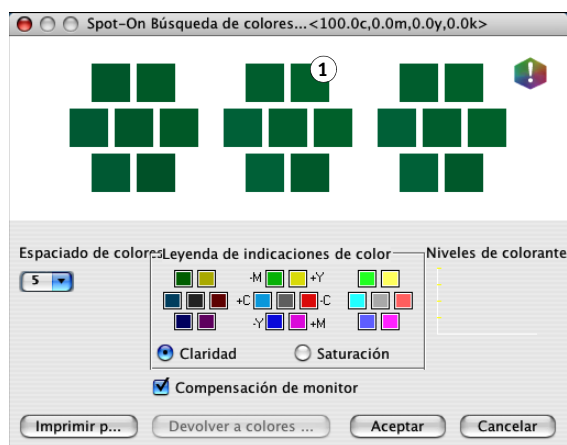 Spot-On Búsqueda de colores...<100.0c,0.0m,0.0y,0.0k>
1
Espaciado de colores
Leyenda de indicaciones de color
Niveles de colorante
5
-M +Y
+C -C
-Y +M
Claridad
Saturación
Compensación de monitor
Imprimir p...
Devolver a colores ...
Aceptar
Cancelar